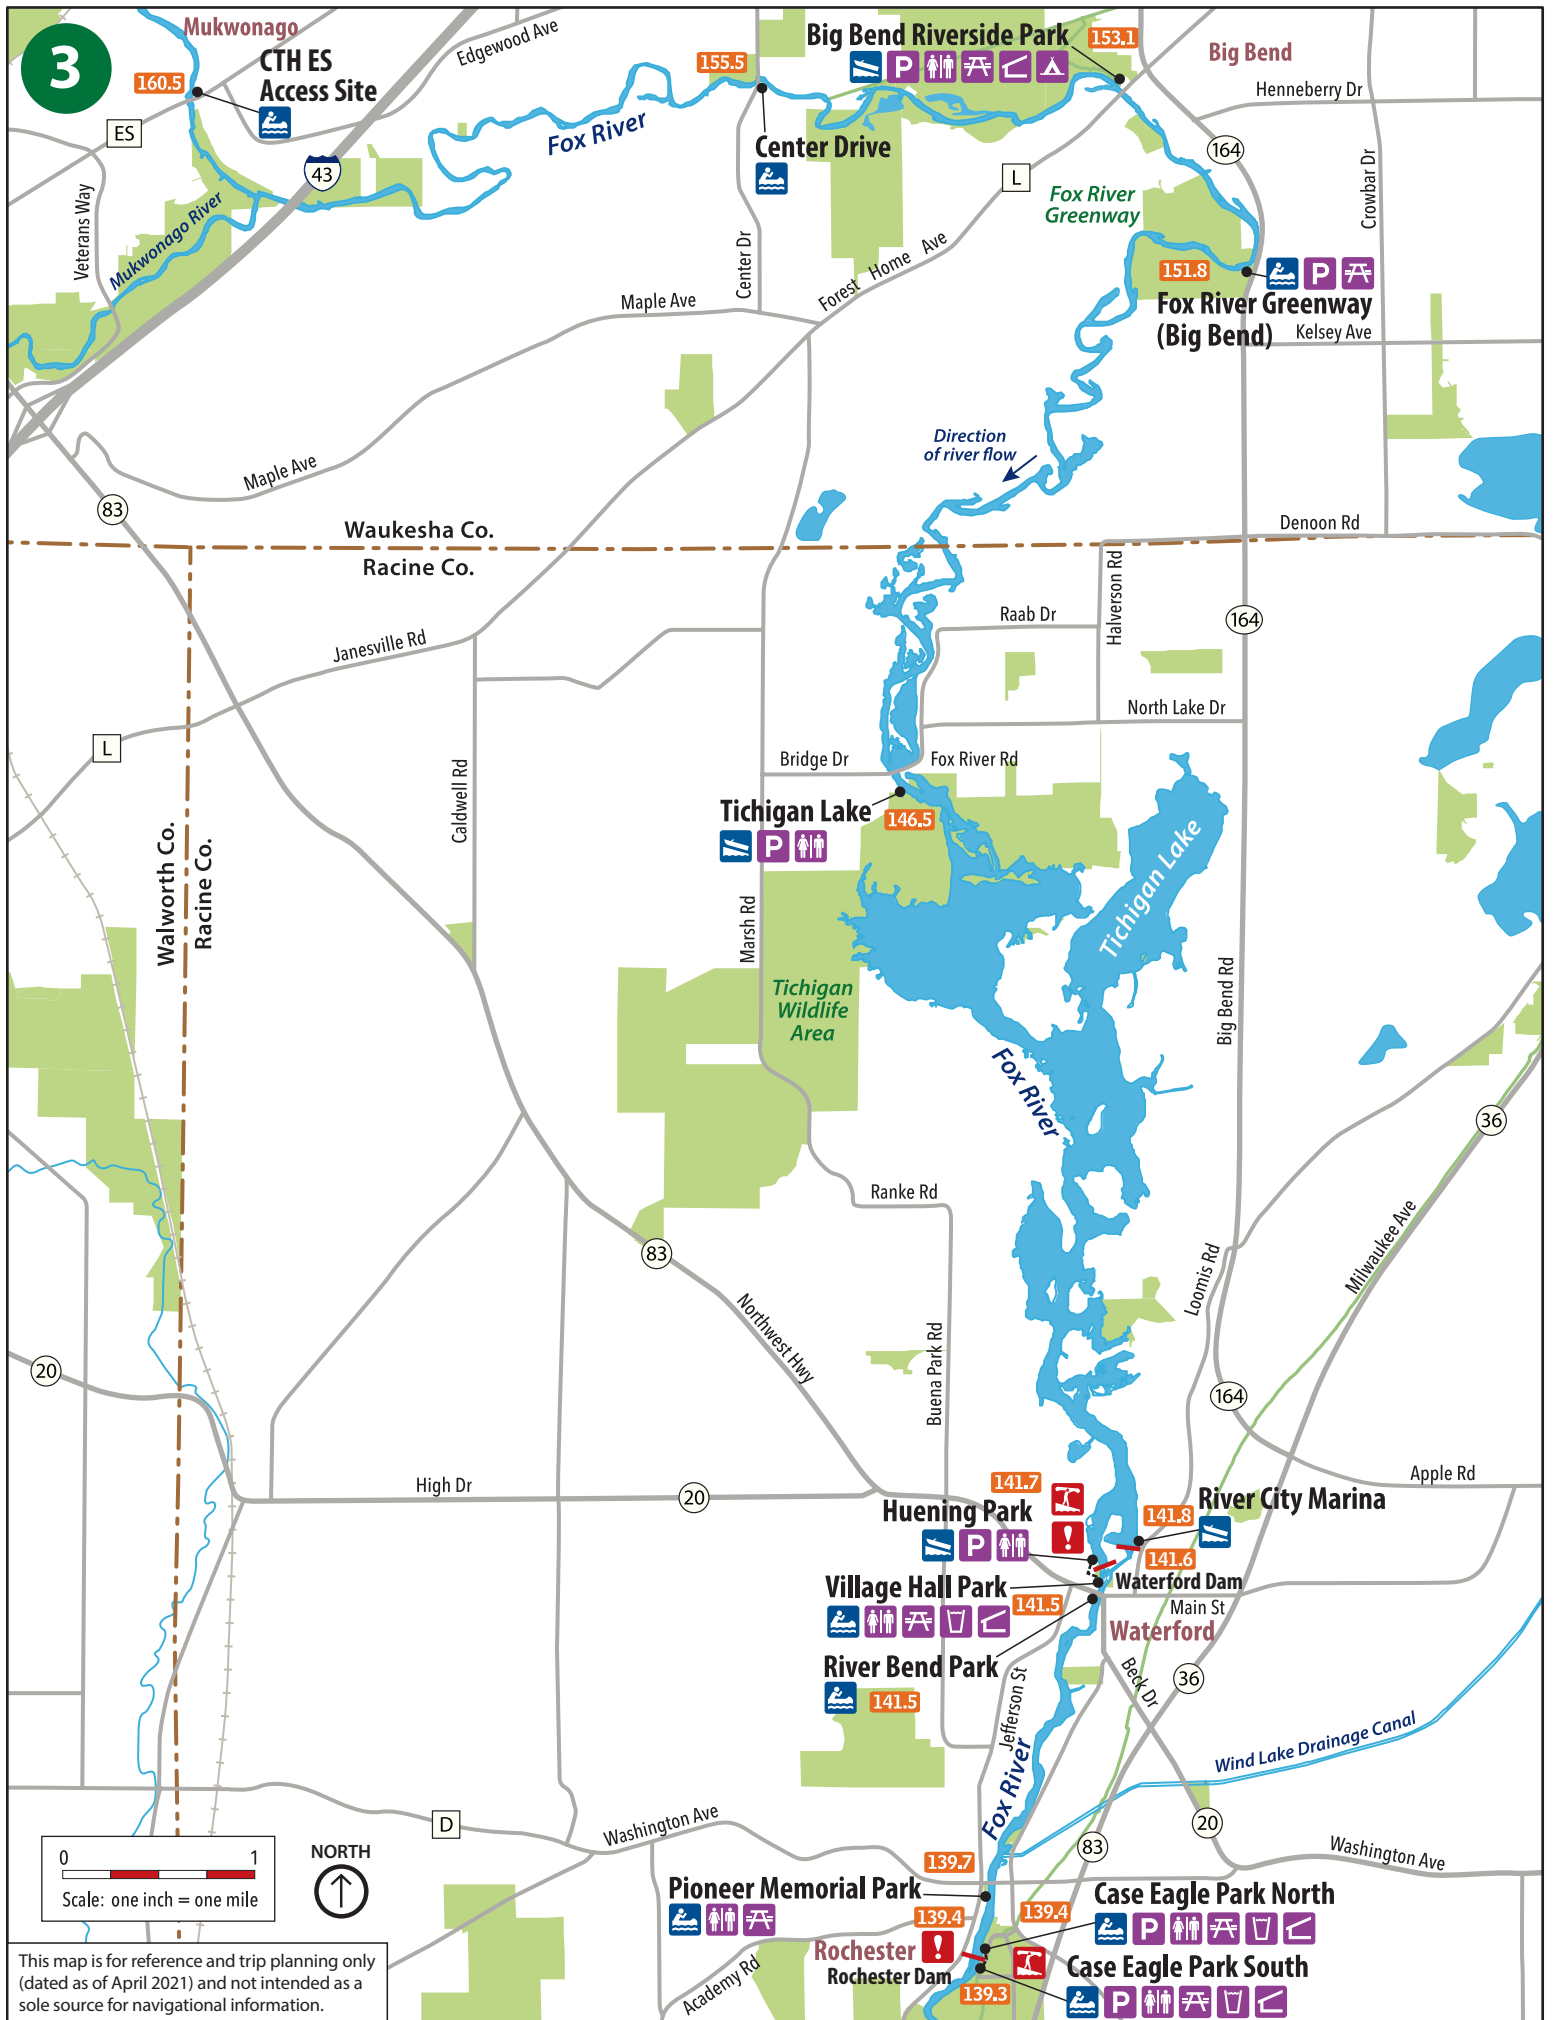 3
Mukwonago
CTH ES
Access Site
160.5
ES
Edgewood Ave
43
Veterans Way
Mukwonago River
Fox River
155.5
Center Drive
Big Bend Riverside Park
P
153.1
Big Bend
Henneberry Dr
164
L
Fox River
Greenway
Crowbar Dr
151.8
P
Fox River Greenway
(Big Bend)
Kelsey Ave
Center Dr
Forest Home Ave
Maple Ave
Maple Ave
Direction
of river flow
83
Waukesha Co.
Racine Co.
Denoon Rd
Halverson Rd
Raab Dr
164
Janesville Rd
North Lake Dr
L
Bridge Dr
Fox River Rd
Caldwell Rd
Tichigan Lake
146.5
P
Walworth Co.
Racine Co.
Tichigan Lake
Marsh Rd
Tichigan
Wildlife
Area
Big Bend Rd
Fox River
36
Ranke Rd
83
Milwaukee Ave
Loomis Rd
Northwest Hwy
Buena Park Rd
20
164
High Dr
20
Apple Rd
141.7
Huening Park
P
!
River City Marina
141.8
141.6
Waterford Dam
Village Hall Park
141.5
Main St
Waterford
River Bend Park
141.5
Beck Dr
36
Jefferson St
Fox River
Wind Lake Drainage Canal
20
D
Washington Ave
83
Washington Ave
139.7
Pioneer Memorial Park
139.4
139.4
Case Eagle Park North
P
Rochester
!
Rochester Dam
Case Eagle Park South
139.3
P
Academy Rd
0 1
Scale: one inch = one mile
NORTH
This map is for reference and trip planning only
(dated as of April 2021) and not intended as a
sole source for navigational information.